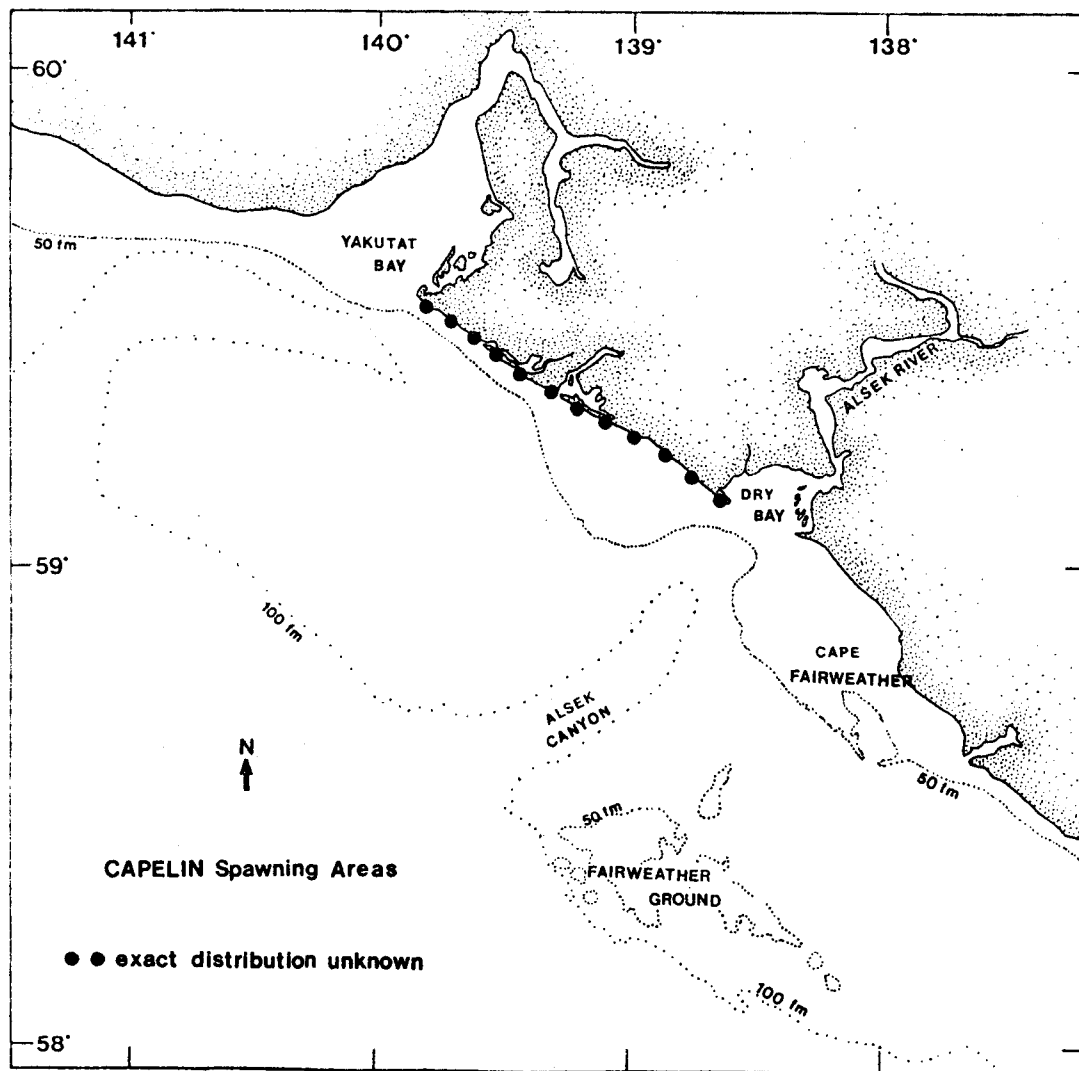 141°
140°
139°
138°
60°
50 fm
YAKUTAT
BAY
ALSEK RIVER
DRY
BAY
59°
100 fm
CAPE
FAIRWEATHER
ALSEK
CANYON
N
50 fm
50 fm
CAPELIN Spawning Areas
FAIRWEATHER
GROUND
exact distribution unknown
100 fm
58°